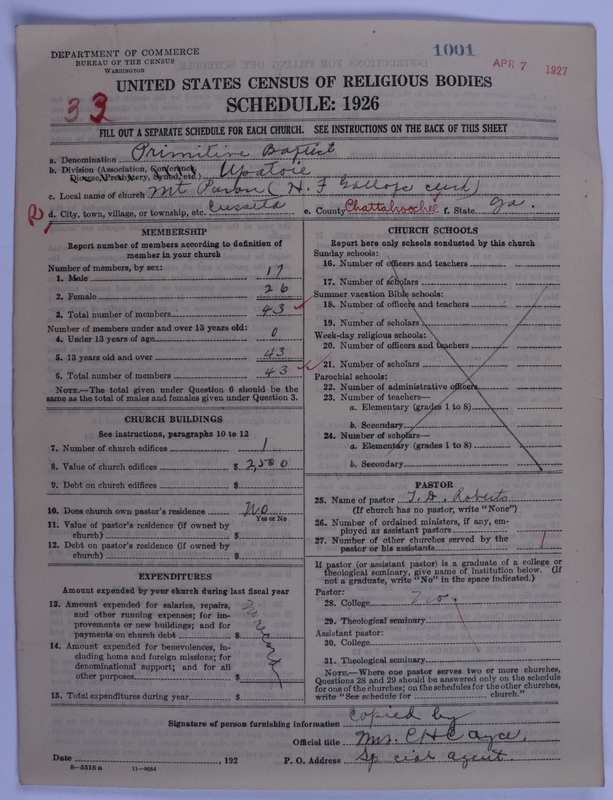 DEPARTMENT OF COMMERCE
BUREAU OF THE CENSUS
WASHINGTON
1001
APR 7 1927
UNITED STATES CENSUS OF RELIGIOUS BODIES
SCHEDULE: 1926
33
FILL OUT A SEPARATE SCHEDULE FOR EACH CHURCH. SEE INSTRUCTIONS ON THE BACK OF THIS SHEET
a. Denomination Primitive Baptist
b. Division (Association, Conference, Diocese, Presbytery, Synod, etc.) Upatoie
c. Local name of church Mt Paron (H. F
R
d. City, town, village, or township, etc. Cusseta e. County Chattahoochee f. State Ga.
MEMBERSHIP
Report number of members according to definition of
member in your church
Number of members, by sex:
1. Male 17
2. Female 26
3. Total number of members 43
Number of members under and over 13 years old:
4. Under 13 years of age 0
5. 13 years old and over 43
6. Total number of members 43
NOTE.—The total given under Question 6 should be the
same as the total of males and females given under Question 3.
CHURCH BUILDINGS
See instructions, paragraphs 10 to 12
7. Number of church edifices 1
8. Value of church edifices $ 2,500
9. Debt on church edifices $
10. Does church own pastor's residence? No
Yes or No
11. Value of pastor's residence (if owned by
church) $
12. Debt on pastor's residence (if owned by
church) $
EXPENDITURES
Amount expended by your church during last fiscal year
13. Amount expended for salaries, repairs,
and other running expenses; for im-
provements or new buildings; and for
payments on church debt $
No record
14. Amount expended for benevolences, in-
cluding home and foreign missions; for
denominational support; and for all
other purposes $
15. Total expenditures during year $
CHURCH SCHOOLS
Report here only schools conducted by this church
Sunday schools:
16. Number of officers and teachers
17. Number of scholars
Summer vacation Bible schools:
18. Number of officers and teachers
19. Number of scholars
Week-day religious schools:
20. Number of officers and teachers
21. Number of scholars
Parochial schools:
22. Number of administrative officers
23. Number of teachers—
a. Elementary (grades 1 to 8)
b. Secondary
24. Number of scholars—
a. Elementary (grades 1 to 8)
b. Secondary
PASTOR
25. Name of pastor T. D. Roberts
(If church has no pastor, write "None")
26. Number of ordained ministers, if any, em-
ployed as assistant pastors
27. Number of other churches served by the
pastor or his assistants 1
If pastor (or assistant pastor) is a graduate of a college or
theological seminary, give name of institution below. (If
not a graduate, write "No" in the space indicated.)
Pastor:
28. College No.
29. Theological seminary
Assistant pastor:
30. College
31. Theological seminary
NOTE.—Where one pastor serves two or more churches,
Questions 28 and 29 should be answered only on the schedule
for one of the churches; on the schedules for the other churches,
write "See schedule for church."
Signature of person furnishing information Copied by
Official title Mrs. C H Cayce,
Date , 192 P. O. Address Special agent.
8—5318 a 11—9054